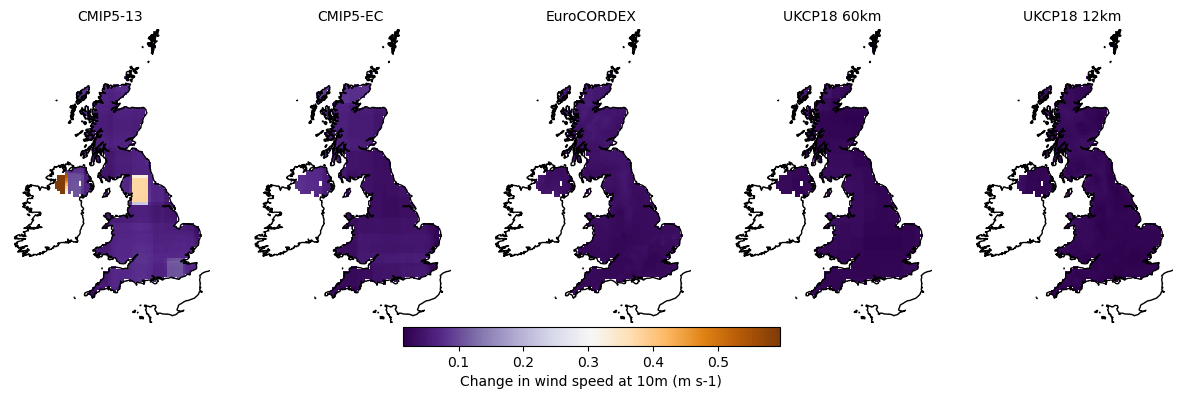 CMIP5-13 CMIP5-EC EuroCORDEX UKCP18 60km UKCP18 12km
0.1 0.2 0.3 0.4 0.5
Change in wind speed at 10m (m s-1)